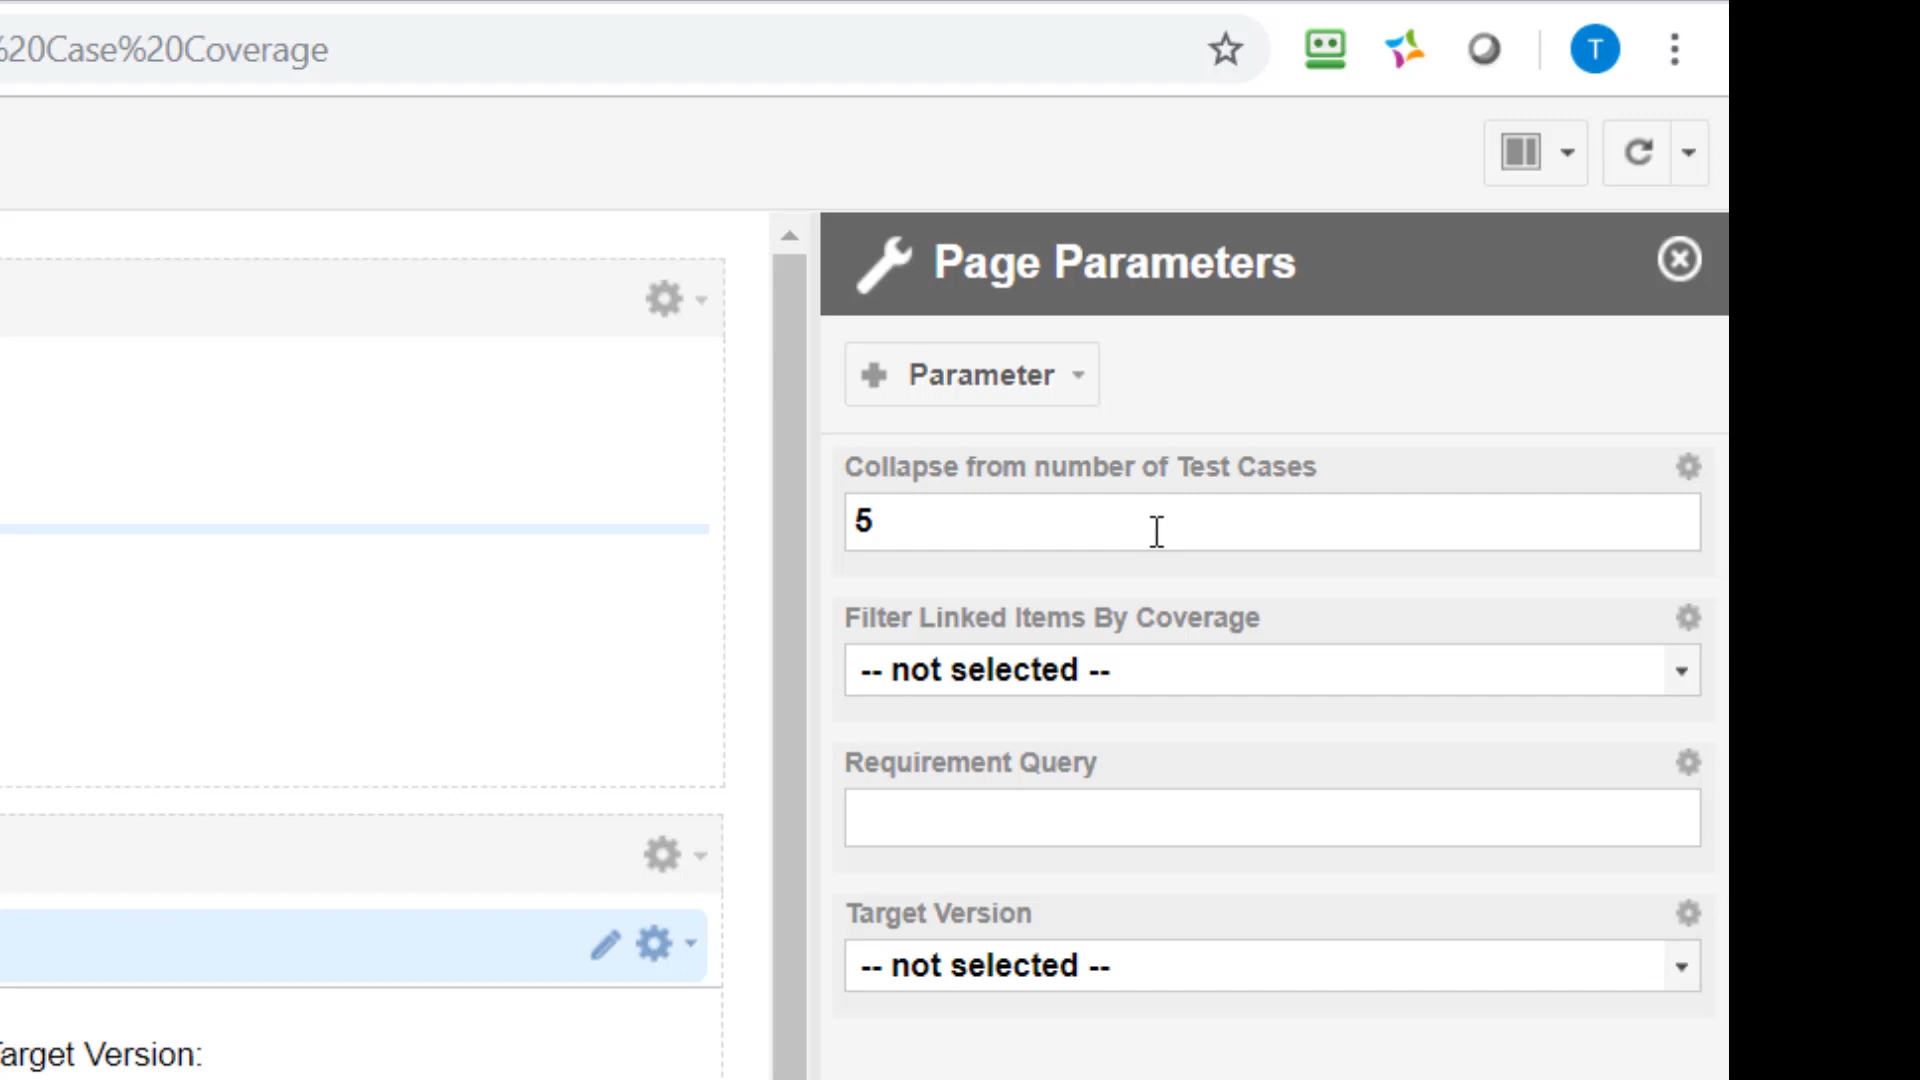 %20Case%20Coverage
T
Page Parameters
Parameter
Collapse from number of Test Cases
5
Filter Linked Items By Coverage
-- not selected --
Requirement Query
Target Version
-- not selected --
Target Version: